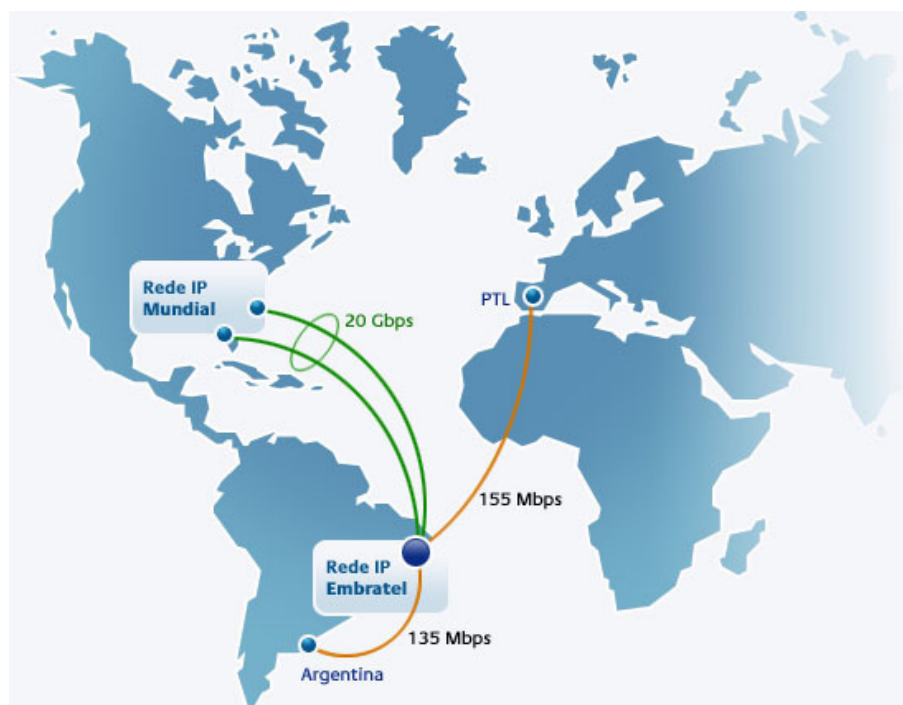 Rede IP
Mundial
20 Gbps
PTL
155 Mbps
Rede IP
Embratel
135 Mbps
Argentina